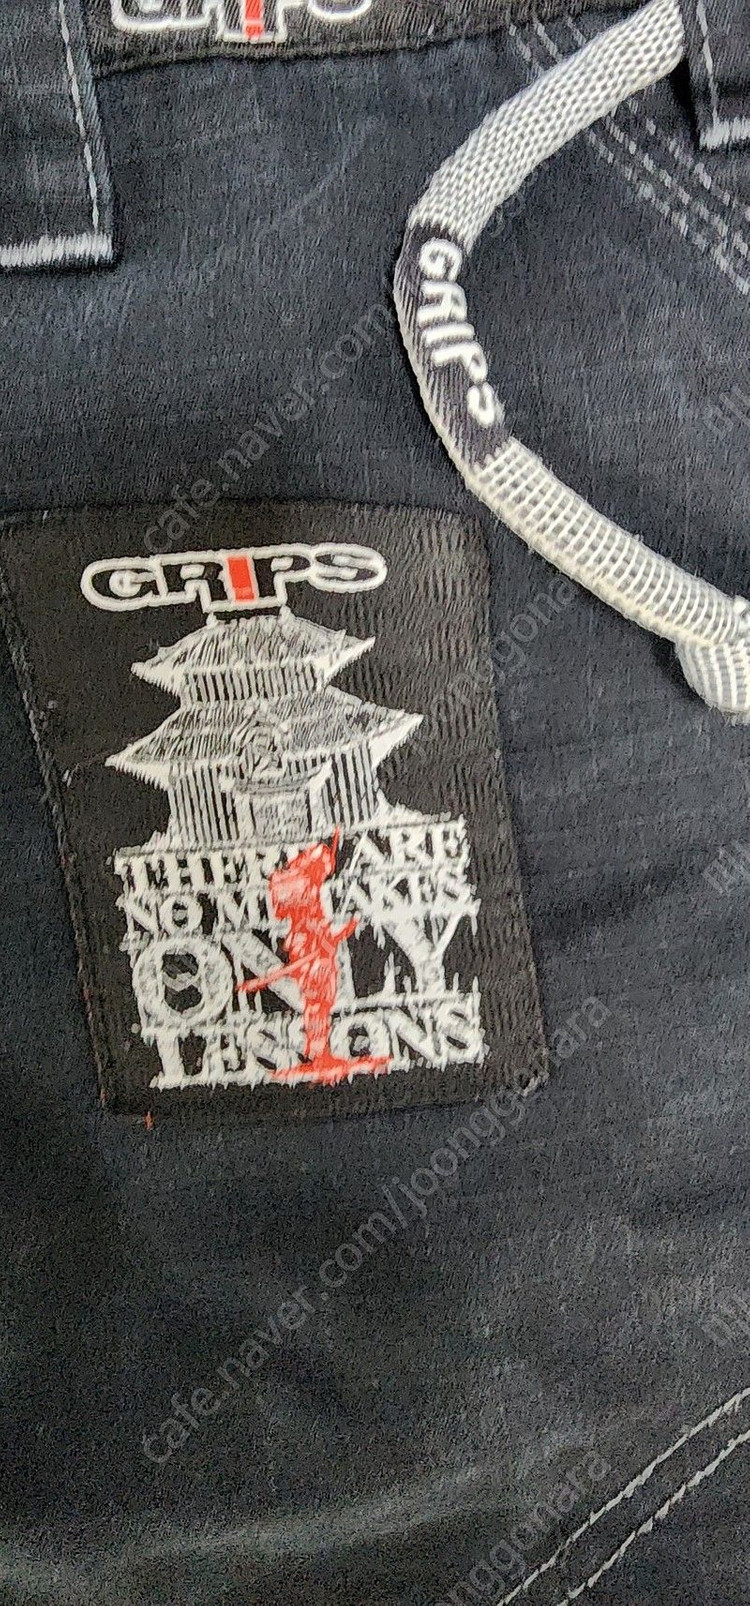 GRIPS
GRIPS
GRIPS
THERE ARE
NO MISTAKES
ONLY
LESSONS
cafe.naver.com/joonggonara
cafe.naver.com/joonggonara